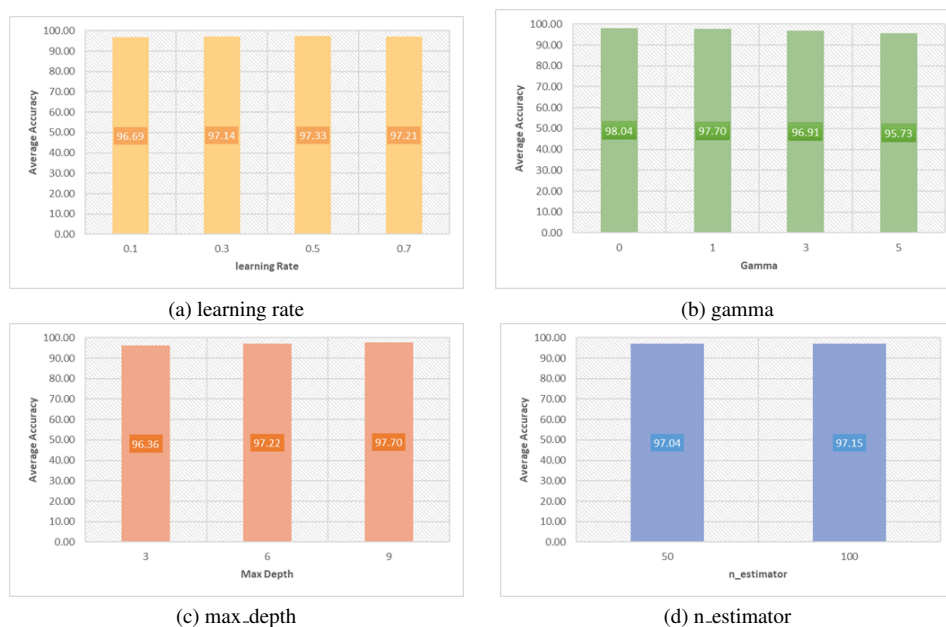 100.00
90.00
80.00
70.00
60.00
50.00
40.00
30.00
20.00
10.00
0.00
Average Accuracy
96.69 97.14 97.33 97.21
0.1 0.3 0.5 0.7
learning Rate
(a) learning rate
100.00
90.00
80.00
70.00
60.00
50.00
40.00
30.00
20.00
10.00
0.00
Average Accuracy
98.04 97.70 96.91 95.73
0 1 3 5
Gamma
(b) gamma
100.00
90.00
80.00
70.00
60.00
50.00
40.00
30.00
20.00
10.00
0.00
Average Accuracy
96.36 97.22 97.70
3 6 9
Max Depth
(c) max_depth
100.00
90.00
80.00
70.00
60.00
50.00
40.00
30.00
20.00
10.00
0.00
Average Accuracy
97.04 97.15
50 100
n_estimator
(d) n_estimator